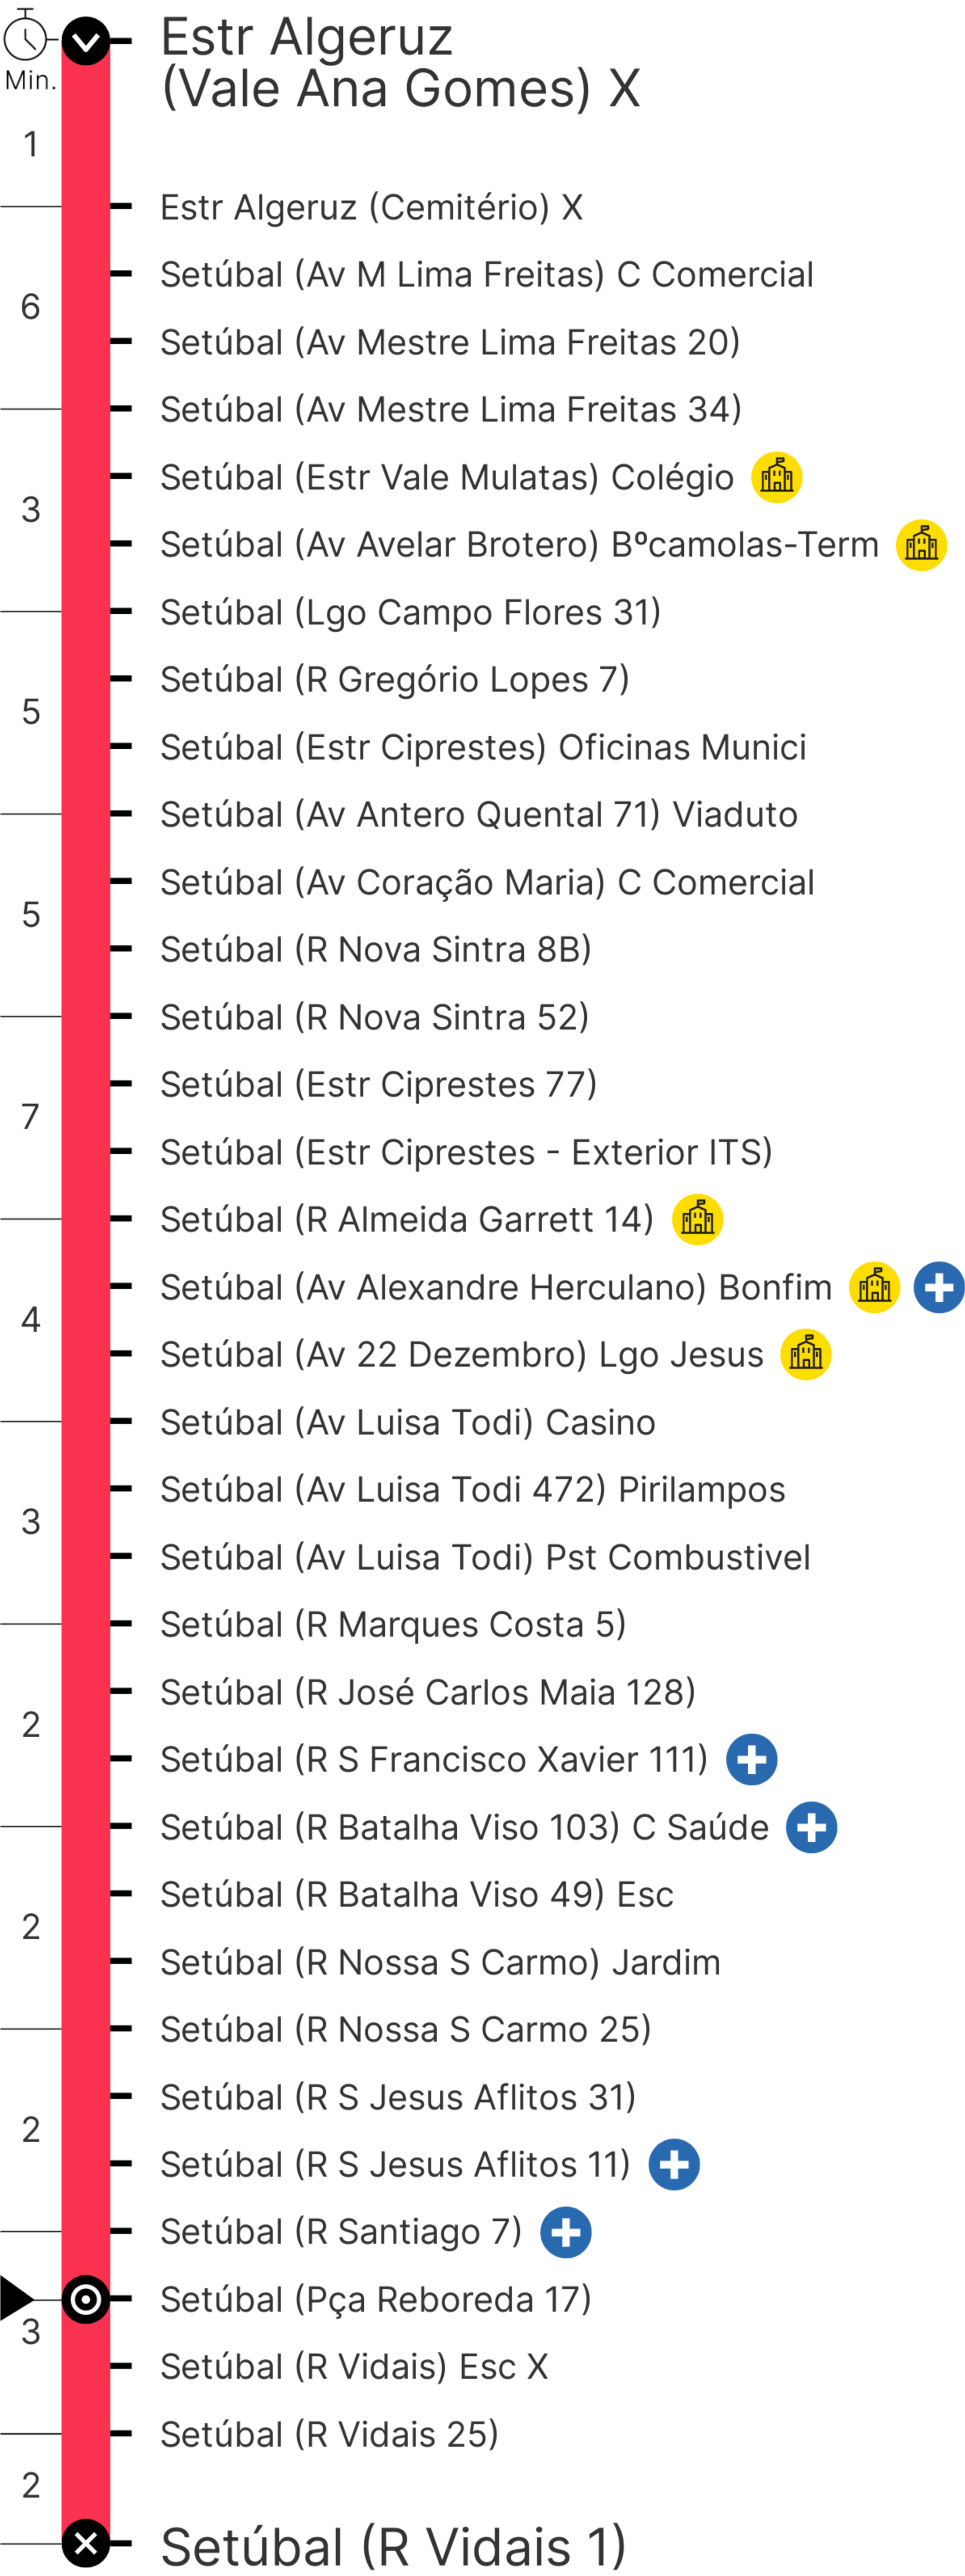 Min.
Estr Algeruz
(Vale Ana Gomes) X
1
Estr Algeruz (Cemitério) X
Setúbal (Av M Lima Freitas) C Comercial
6
Setúbal (Av Mestre Lima Freitas 20)
Setúbal (Av Mestre Lima Freitas 34)
Setúbal (Estr Vale Mulatas) Colégio
3
Setúbal (Av Avelar Brotero) Bºcamolas-Term
Setúbal (Lgo Campo Flores 31)
Setúbal (R Gregório Lopes 7)
5
Setúbal (Estr Ciprestes) Oficinas Munici
Setúbal (Av Antero Quental 71) Viaduto
Setúbal (Av Coração Maria) C Comercial
5
Setúbal (R Nova Sintra 8B)
Setúbal (R Nova Sintra 52)
Setúbal (Estr Ciprestes 77)
7
Setúbal (Estr Ciprestes - Exterior ITS)
Setúbal (R Almeida Garrett 14)
Setúbal (Av Alexandre Herculano) Bonfim
4
Setúbal (Av 22 Dezembro) Lgo Jesus
Setúbal (Av Luisa Todi) Casino
Setúbal (Av Luisa Todi 472) Pirilampos
3
Setúbal (Av Luisa Todi) Pst Combustivel
Setúbal (R Marques Costa 5)
Setúbal (R José Carlos Maia 128)
2
Setúbal (R S Francisco Xavier 111)
Setúbal (R Batalha Viso 103) C Saúde
Setúbal (R Batalha Viso 49) Esc
2
Setúbal (R Nossa S Carmo) Jardim
Setúbal (R Nossa S Carmo 25)
Setúbal (R S Jesus Aflitos 31)
2
Setúbal (R S Jesus Aflitos 11)
Setúbal (R Santiago 7)
Setúbal (Pça Reboreda 17)
3
Setúbal (R Vidais) Esc X
Setúbal (R Vidais 25)
2
Setúbal (R Vidais 1)